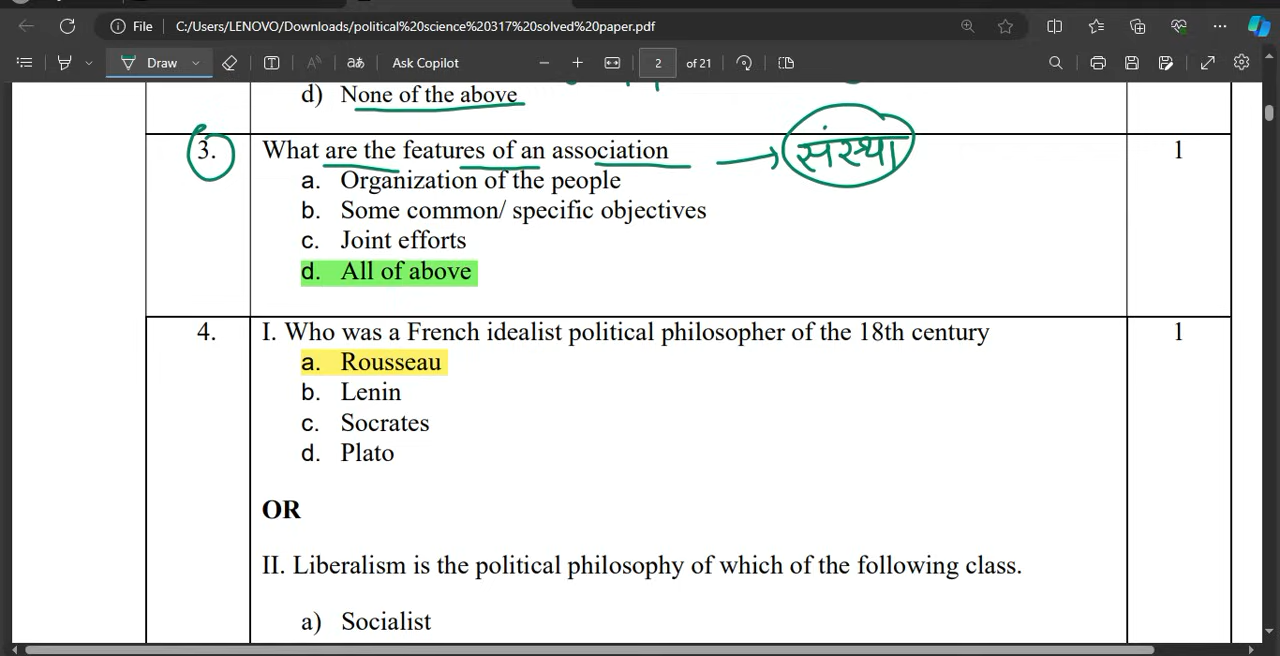 File C:/Users/LENOVO/Downloads/political%20science%20317%20solved%20paper.pdf
Draw Ask Copilot 2 of 21
d) None of the above
3. What are the features of an association संस्था 1
a. Organization of the people
b. Some common/ specific objectives
c. Joint efforts
d. All of above
4. I. Who was a French idealist political philosopher of the 18th century 1
a. Rousseau
b. Lenin
c. Socrates
d. Plato
OR
II. Liberalism is the political philosophy of which of the following class.
a) Socialist